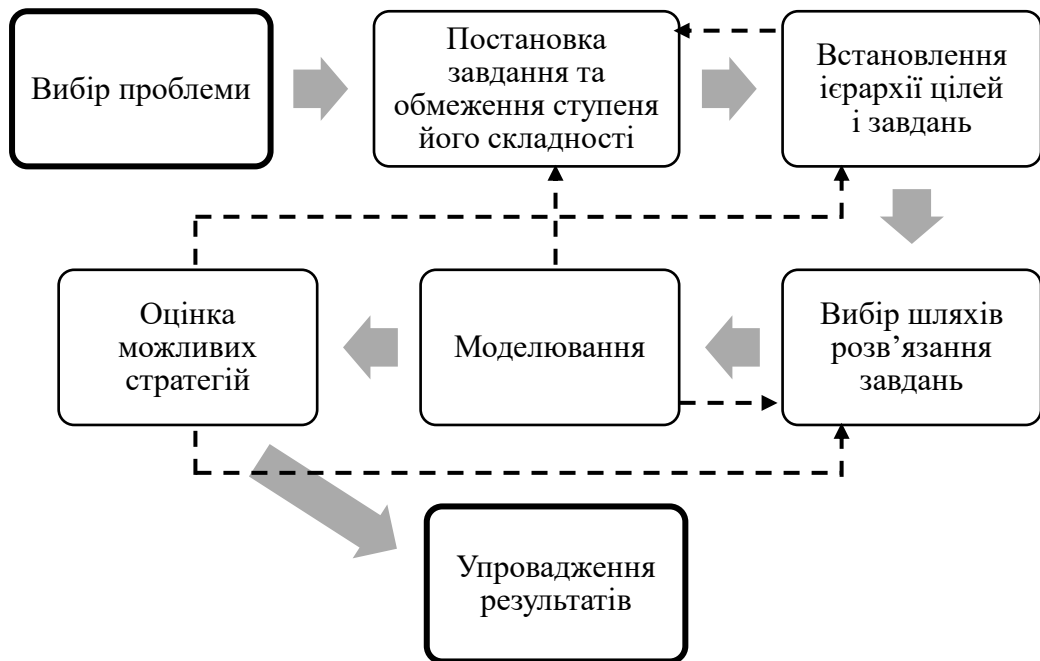 Вибір проблеми
Постановка
завдання та
обмеження ступеня
його складності
Встановлення
ієрархії цілей
і завдань
Оцінка
можливих
стратегій
Моделювання
Вибір шляхів
розв’язання
завдань
Упровадження
результатів